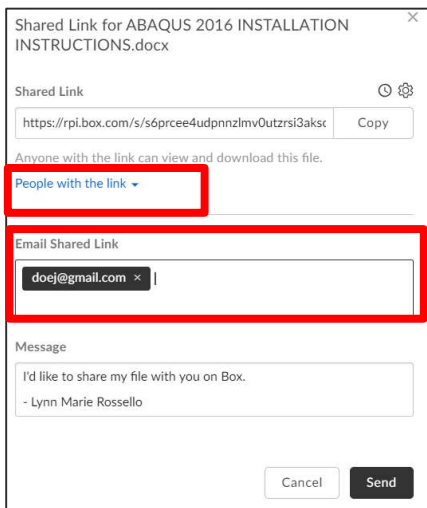 Shared Link for ABAQUS 2016 INSTALLATION
INSTRUCTIONS.docx
Shared Link
https://rpi.box.com/s/s6prcee4udpnnzlmv0utzrsi3aksc
Copy
Anyone with the link can view and download this file.
People with the link
Email Shared Link
doej@gmail.com ×
Message
I'd like to share my file with you on Box.
- Lynn Marie Rossello
Cancel
Send